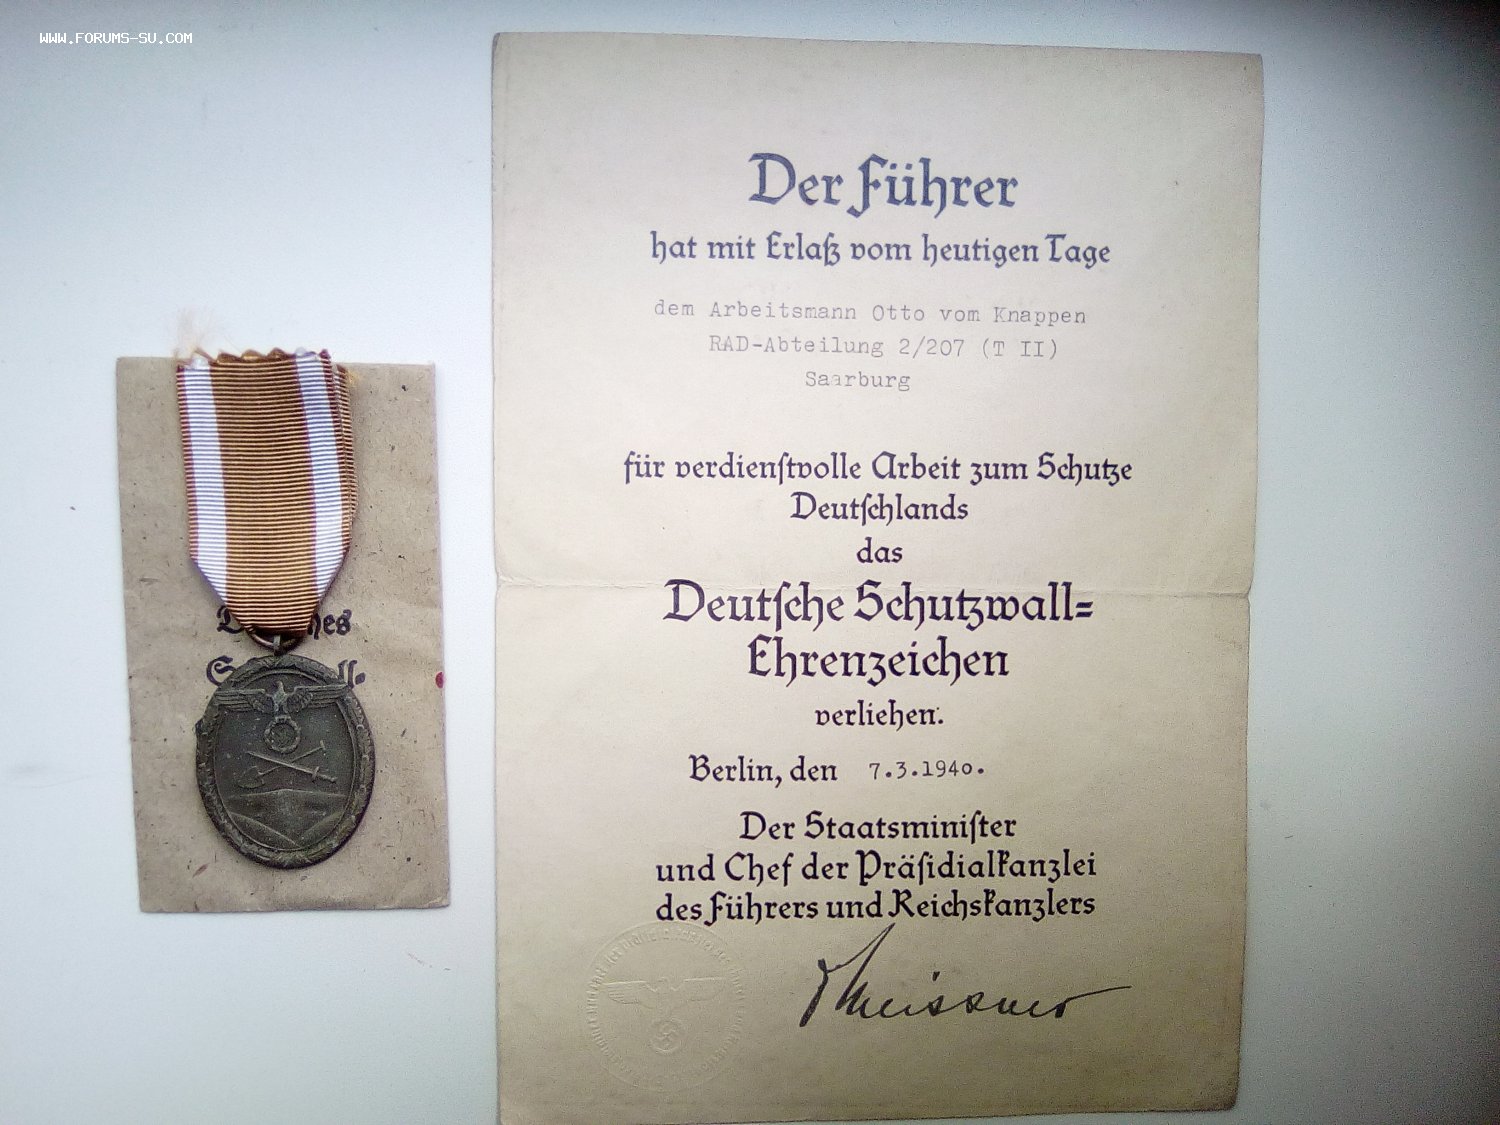 WWW.FORUMS-SU.COM
Der Führer
hat mit Erlaß vom heutigen Tage
dem Arbeitsmann Otto vom Knappen
RAD-Abteilung 2/207 (T II)
Saarburg
für verdienſtvolle Arbeit zum Schutze
Deutſchlands
das
Deutſche Schutzwall=
Ehrenzeichen
verliehen.
Berlin, den 7.3.1940.
Der Staatsminiſter
und Chef der Präſidialkanzlei
des Führers und Reichskanzlers
Meissner